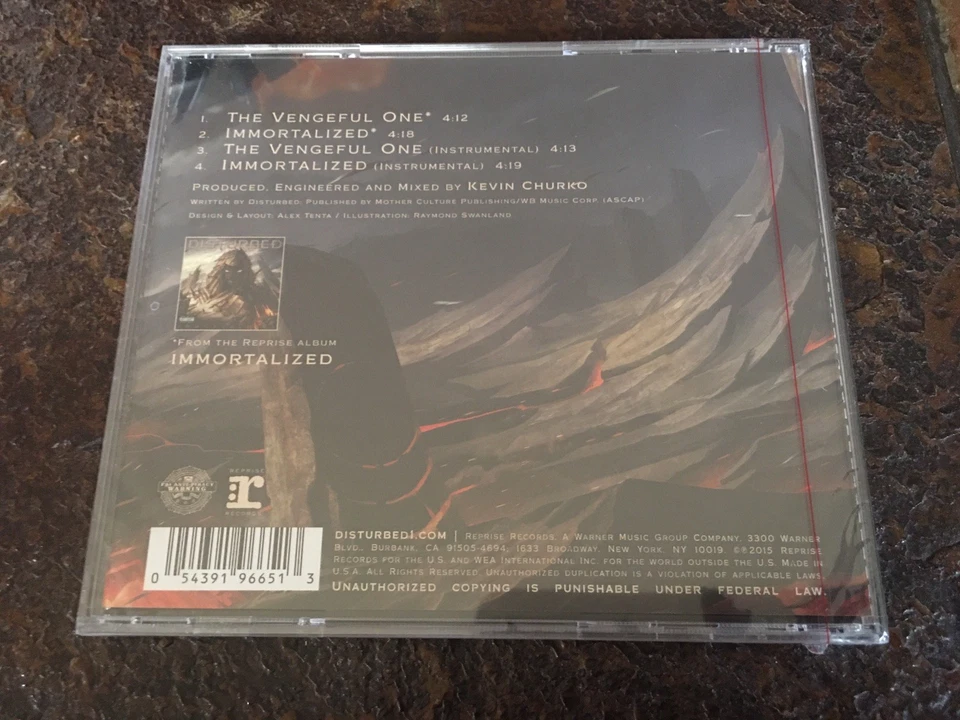 1. THE VENGEFUL ONE* 4:12
2. IMMORTALIZED* 4:18
3. THE VENGEFUL ONE (INSTRUMENTAL) 4:13
4. IMMORTALIZED (INSTRUMENTAL) 4:19
PRODUCED, ENGINEERED AND MIXED BY KEVIN CHURKO
WRITTEN BY DISTURBED: PUBLISHED BY MOTHER CULTURE PUBLISHING/WB MUSIC CORP. (ASCAP)
DESIGN & LAYOUT: ALEX TENTA / ILLUSTRATION: RAYMOND SWANLAND
DISTURBED
*FROM THE REPRISE ALBUM
IMMORTALIZED
WARNING
REPRISE
r
RECORDS
0 54391 96651 3
DISTURBED1.COM | REPRISE RECORDS, A WARNER MUSIC GROUP COMPANY, 3300 WARNER
BLVD., BURBANK, CA 91505-4694, 1633 BROADWAY, NEW YORK, NY 10019. ©℗2015 REPRISE
RECORDS FOR THE U.S. AND WEA INTERNATIONAL INC. FOR THE WORLD OUTSIDE THE U.S. MADE IN
U.S.A. ALL RIGHTS RESERVED. UNAUTHORIZED DUPLICATION IS A VIOLATION OF APPLICABLE LAWS.
UNAUTHORIZED COPYING IS PUNISHABLE UNDER FEDERAL LAW.